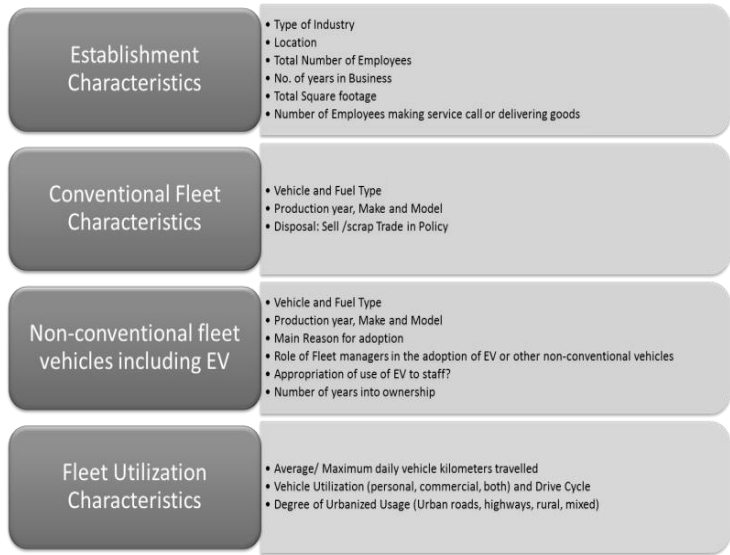 Establishment
Characteristics
• Type of Industry
• Location
• Total Number of Employees
• No. of years in Business
• Total Square footage
• Number of Employees making service call or delivering goods
Conventional Fleet
Characteristics
• Vehicle and Fuel Type
• Production year, Make and Model
• Disposal: Sell /scrap Trade in Policy
Non-conventional fleet
vehicles including EV
• Vehicle and Fuel Type
• Production year, Make and Model
• Main Reason for adoption
• Role of Fleet managers in the adoption of EV or other non-conventional vehicles
• Appropriation of use of EV to staff?
• Number of years into ownership
Fleet Utilization
Characteristics
• Average/ Maximum daily vehicle kilometers travelled
• Vehicle Utilization (personal, commercial, both) and Drive Cycle
• Degree of Urbanized Usage (Urban roads, highways, rural, mixed)